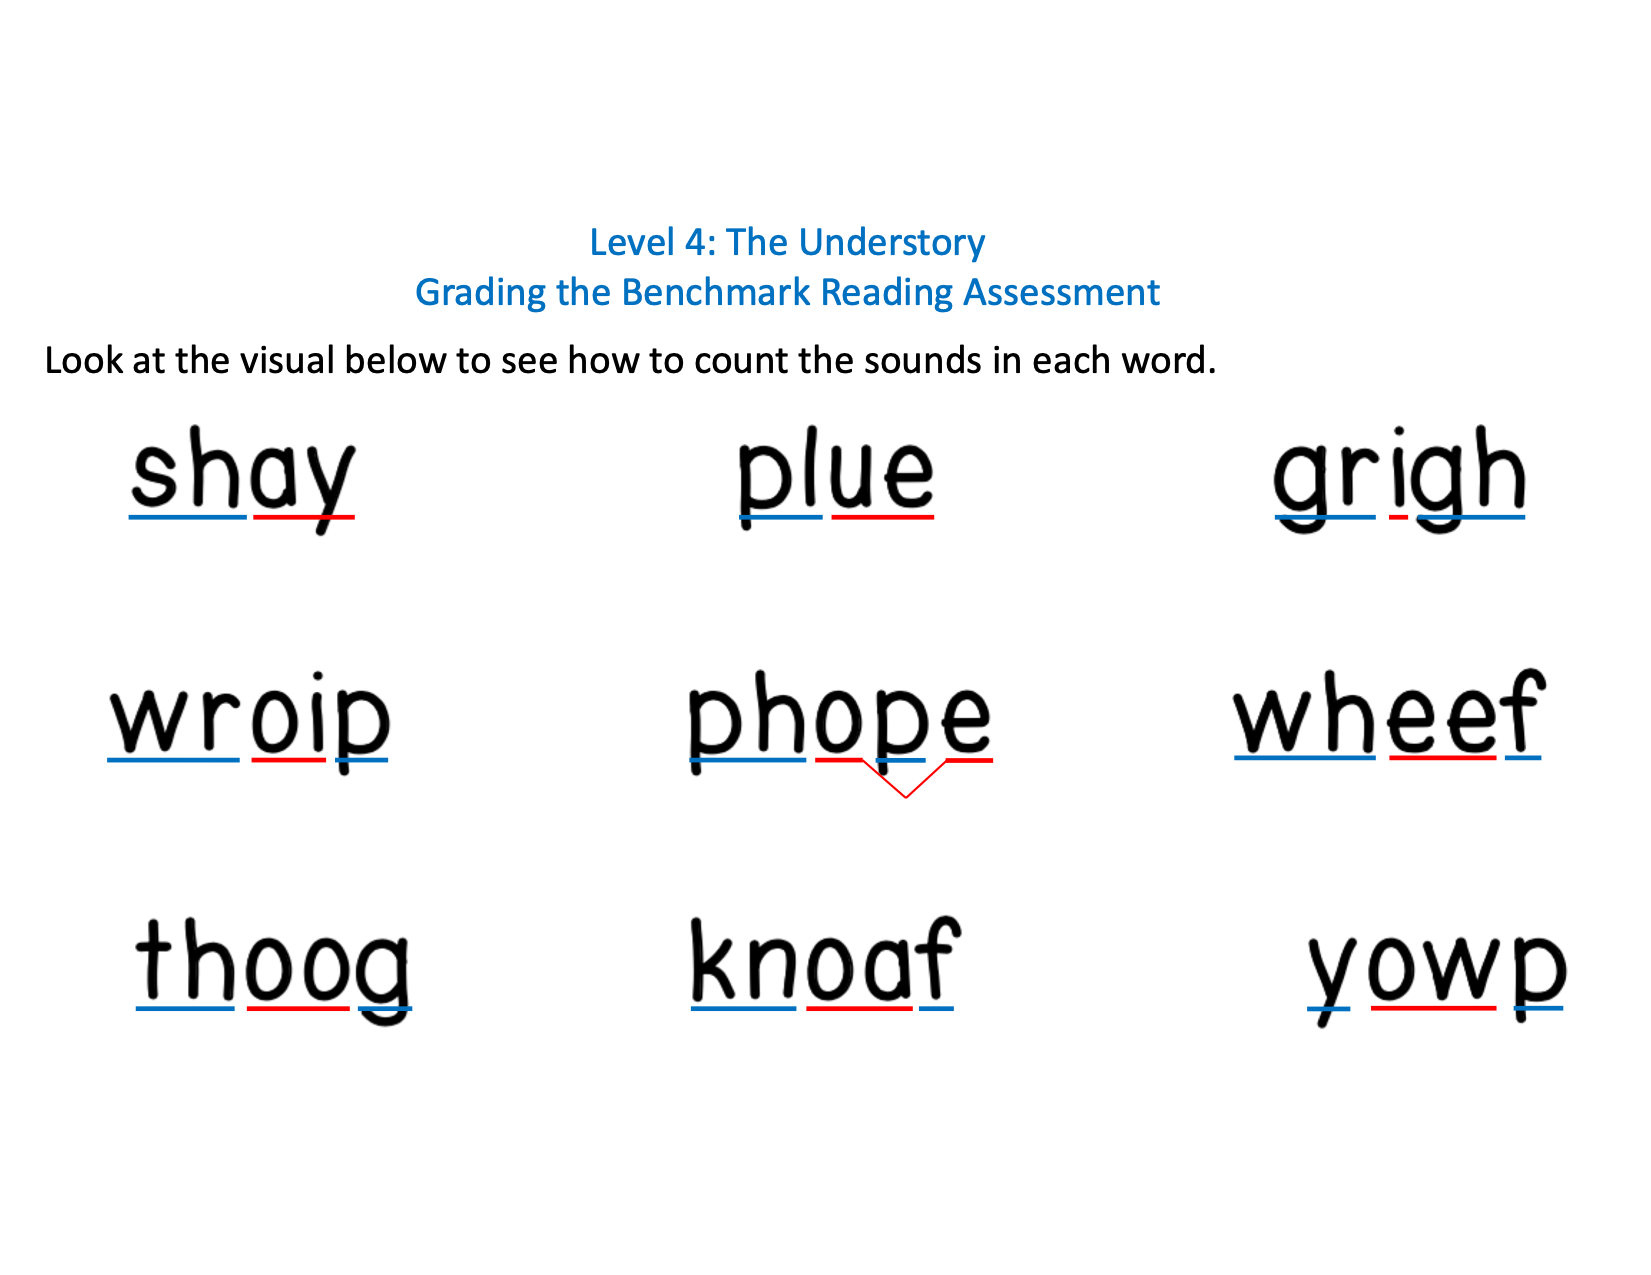 Level 4: The Understory
Grading the Benchmark Reading Assessment
Look at the visual below to see how to count the sounds in each word.
shay plue grigh
wroip phope wheef
thoog knoaf yowp